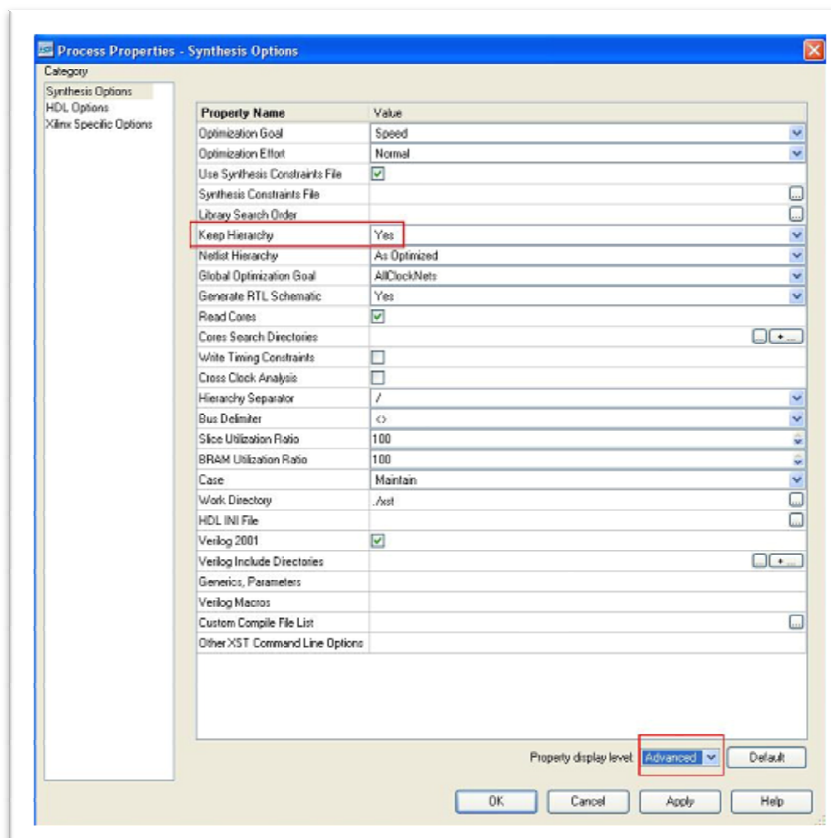 Process Properties - Synthesis Options
Category
Synthesis Options
HDL Options
Xilinx Specific Options
Property Name Value
Optimization Goal Speed
Optimization Effort Normal
Use Synthesis Constraints File
Synthesis Constraints File ...
Library Search Order ...
Keep Hierarchy Yes
Netlist Hierarchy As Optimized
Global Optimization Goal AllClockNets
Generate RTL Schematic Yes
Read Cores
Cores Search Directories ... + ...
Write Timing Constraints
Cross Clock Analysis
Hierarchy Separator /
Bus Delimiter <>
Slice Utilization Ratio 100
BRAM Utilization Ratio 100
Case Maintain
Work Directory ./xst ...
HDL INI File ...
Verilog 2001
Verilog Include Directories ... + ...
Generics, Parameters
Verilog Macros
Custom Compile File List ...
Other XST Command Line Options
Property display level: Advanced Default
OK Cancel Apply Help